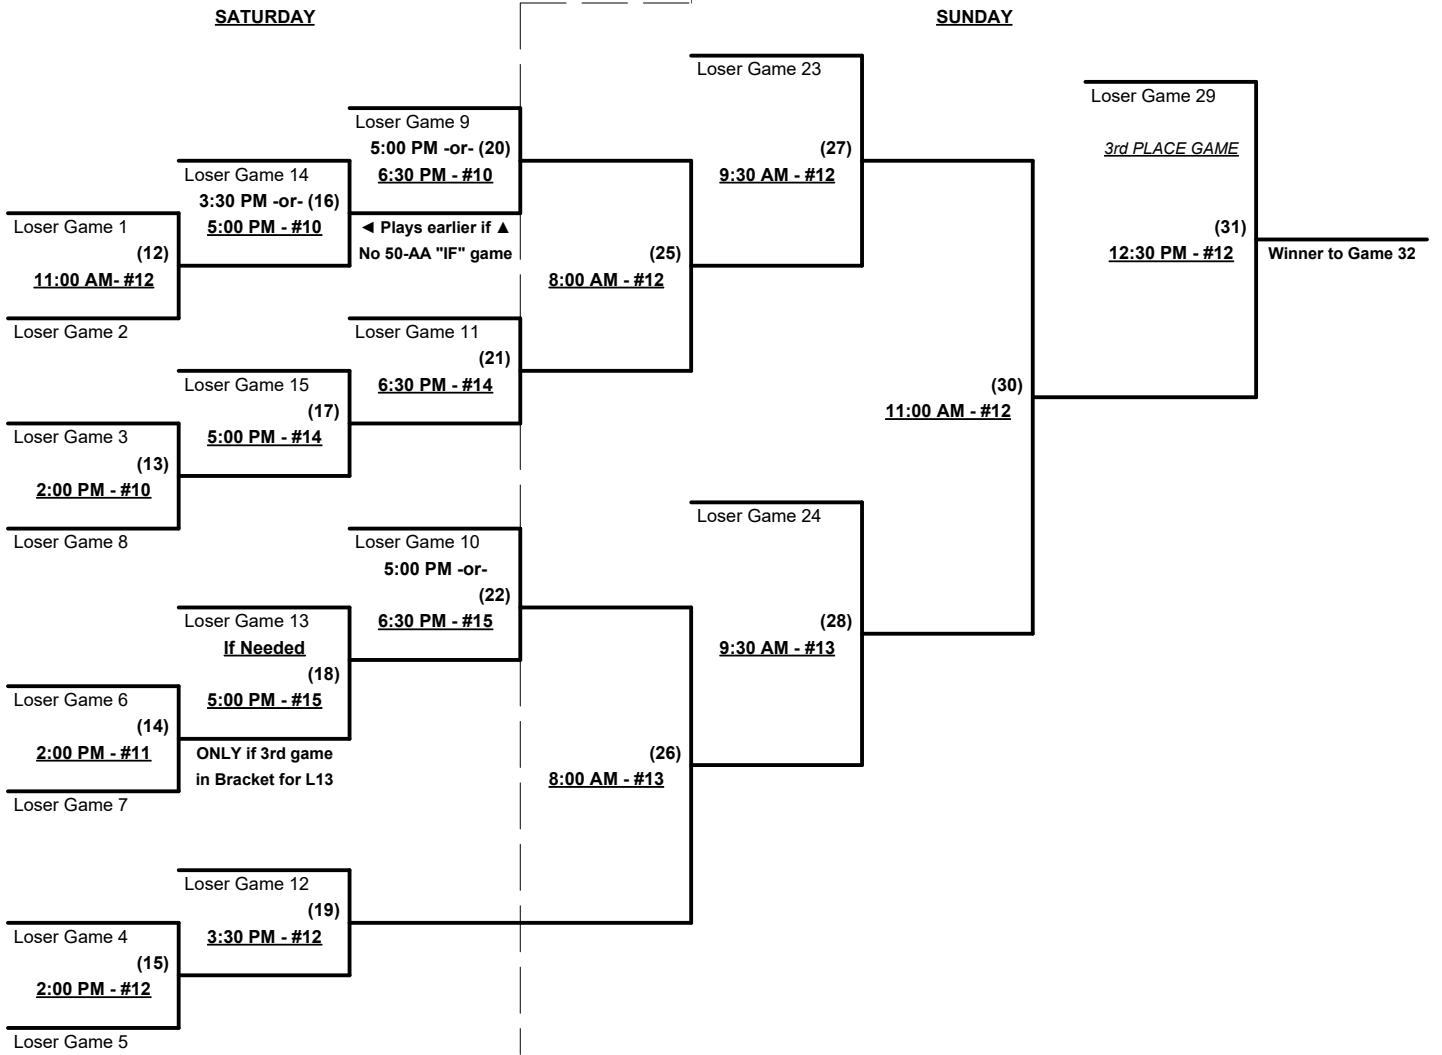 SATURDAY
SUNDAY
Loser Game 23
Loser Game 29
Loser Game 9
5:00 PM -or- (20)
6:30 PM - #10
(27)
9:30 AM - #12
3rd PLACE GAME
Loser Game 14
3:30 PM -or- (16)
5:00 PM - #10
◄ Plays earlier if ▲
No 50-AA "IF" game
Loser Game 1
(12)
11:00 AM- #12
Loser Game 2
(25)
8:00 AM - #12
(31)
12:30 PM - #12
Winner to Game 32
Loser Game 11
(21)
6:30 PM - #14
Loser Game 15
(17)
5:00 PM - #14
Loser Game 3
(13)
2:00 PM - #10
Loser Game 8
(30)
11:00 AM - #12
Loser Game 24
Loser Game 10
5:00 PM -or-
(22)
6:30 PM - #15
Loser Game 13
If Needed
(18)
5:00 PM - #15
(28)
9:30 AM - #13
Loser Game 6
(14)
2:00 PM - #11
Loser Game 7
ONLY if 3rd game
in Bracket for L13
(26)
8:00 AM - #13
Loser Game 12
(19)
3:30 PM - #12
Loser Game 4
(15)
2:00 PM - #12
Loser Game 5